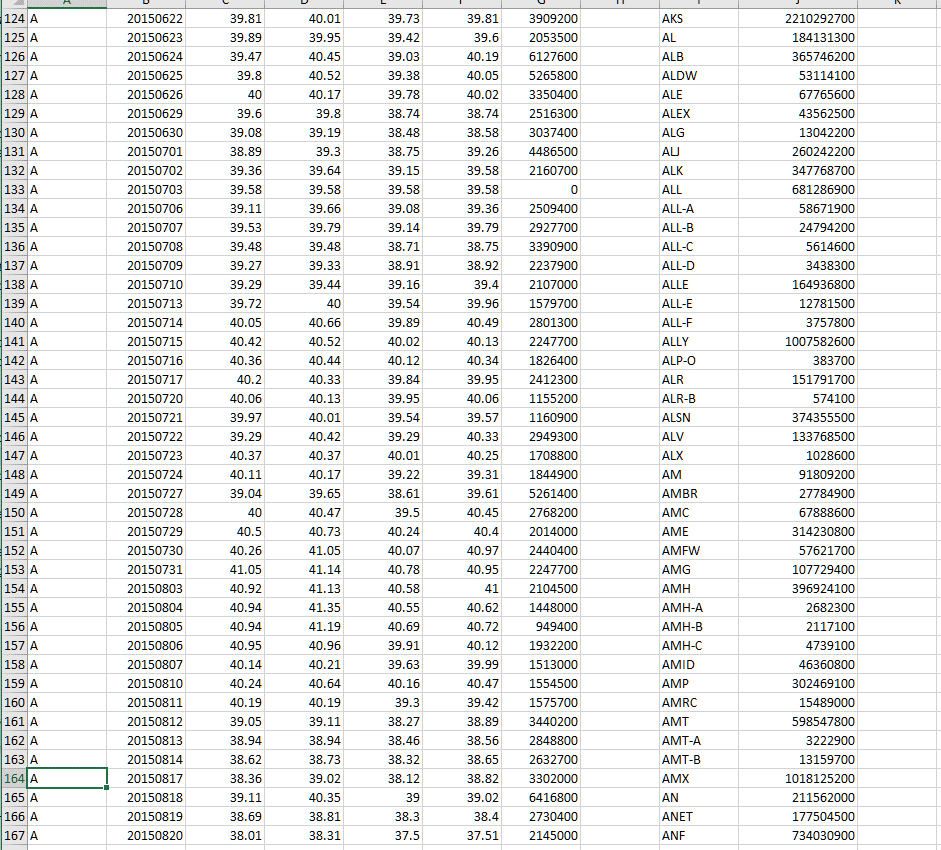 124 A 20150622 39.81 40.01 39.73 39.81 3909200 AKS 2210292700
125 A 20150623 39.89 39.95 39.42 39.6 2053500 AL 184131300
126 A 20150624 39.47 40.45 39.03 40.19 6127600 ALB 365746200
127 A 20150625 39.8 40.52 39.38 40.05 5265800 ALDW 53114100
128 A 20150626 40 40.17 39.78 40.02 3350400 ALE 67765600
129 A 20150629 39.6 39.8 38.74 38.74 2516300 ALEX 43562500
130 A 20150630 39.08 39.19 38.48 38.58 3037400 ALG 13042200
131 A 20150701 38.89 39.3 38.75 39.26 4486500 ALJ 260242200
132 A 20150702 39.36 39.64 39.15 39.58 2160700 ALK 347768700
133 A 20150703 39.58 39.58 39.58 39.58 0 ALL 681286900
134 A 20150706 39.11 39.66 39.08 39.36 2509400 ALL-A 58671900
135 A 20150707 39.53 39.79 39.14 39.79 2927700 ALL-B 24794200
136 A 20150708 39.48 39.48 38.71 38.75 3390900 ALL-C 5614600
137 A 20150709 39.27 39.33 38.91 38.92 2237900 ALL-D 3438300
138 A 20150710 39.29 39.44 39.16 39.4 2107000 ALLE 164936800
139 A 20150713 39.72 40 39.54 39.96 1579700 ALL-E 12781500
140 A 20150714 40.05 40.66 39.89 40.49 2801300 ALL-F 3757800
141 A 20150715 40.42 40.52 40.02 40.13 2247700 ALLY 1007582600
142 A 20150716 40.36 40.44 40.12 40.34 1826400 ALP-O 383700
143 A 20150717 40.2 40.33 39.84 39.95 2412300 ALR 151791700
144 A 20150720 40.06 40.13 39.95 40.06 1155200 ALR-B 574100
145 A 20150721 39.97 40.01 39.54 39.57 1160900 ALSN 374355500
146 A 20150722 39.29 40.42 39.29 40.33 2949300 ALV 133768500
147 A 20150723 40.37 40.37 40.01 40.25 1708800 ALX 1028600
148 A 20150724 40.11 40.17 39.22 39.31 1844900 AM 91809200
149 A 20150727 39.04 39.65 38.61 39.61 5261400 AMBR 27784900
150 A 20150728 40 40.47 39.5 40.45 2768200 AMC 67888600
151 A 20150729 40.5 40.73 40.24 40.4 2014000 AME 314230800
152 A 20150730 40.26 41.05 40.07 40.97 2440400 AMFW 57621700
153 A 20150731 41.05 41.14 40.78 40.95 2247700 AMG 107729400
154 A 20150803 40.92 41.13 40.58 41 2104500 AMH 396924100
155 A 20150804 40.94 41.35 40.55 40.62 1448000 AMH-A 2682300
156 A 20150805 40.94 41.19 40.69 40.72 949400 AMH-B 2117100
157 A 20150806 40.95 40.96 39.91 40.12 1932200 AMH-C 4739100
158 A 20150807 40.14 40.21 39.63 39.99 1513000 AMID 46360800
159 A 20150810 40.24 40.64 40.16 40.47 1554500 AMP 302469100
160 A 20150811 40.19 40.19 39.3 39.42 1575700 AMRC 15489000
161 A 20150812 39.05 39.11 38.27 38.89 3440200 AMT 598547800
162 A 20150813 38.94 38.94 38.46 38.56 2848800 AMT-A 3222900
163 A 20150814 38.62 38.73 38.32 38.65 2632700 AMT-B 13159700
164 A 20150817 38.36 39.02 38.12 38.82 3302000 AMX 1018125200
165 A 20150818 39.11 40.35 39 39.02 6416800 AN 211562000
166 A 20150819 38.69 38.81 38.3 38.4 2730400 ANET 177504500
167 A 20150820 38.01 38.31 37.5 37.51 2145000 ANF 734030900